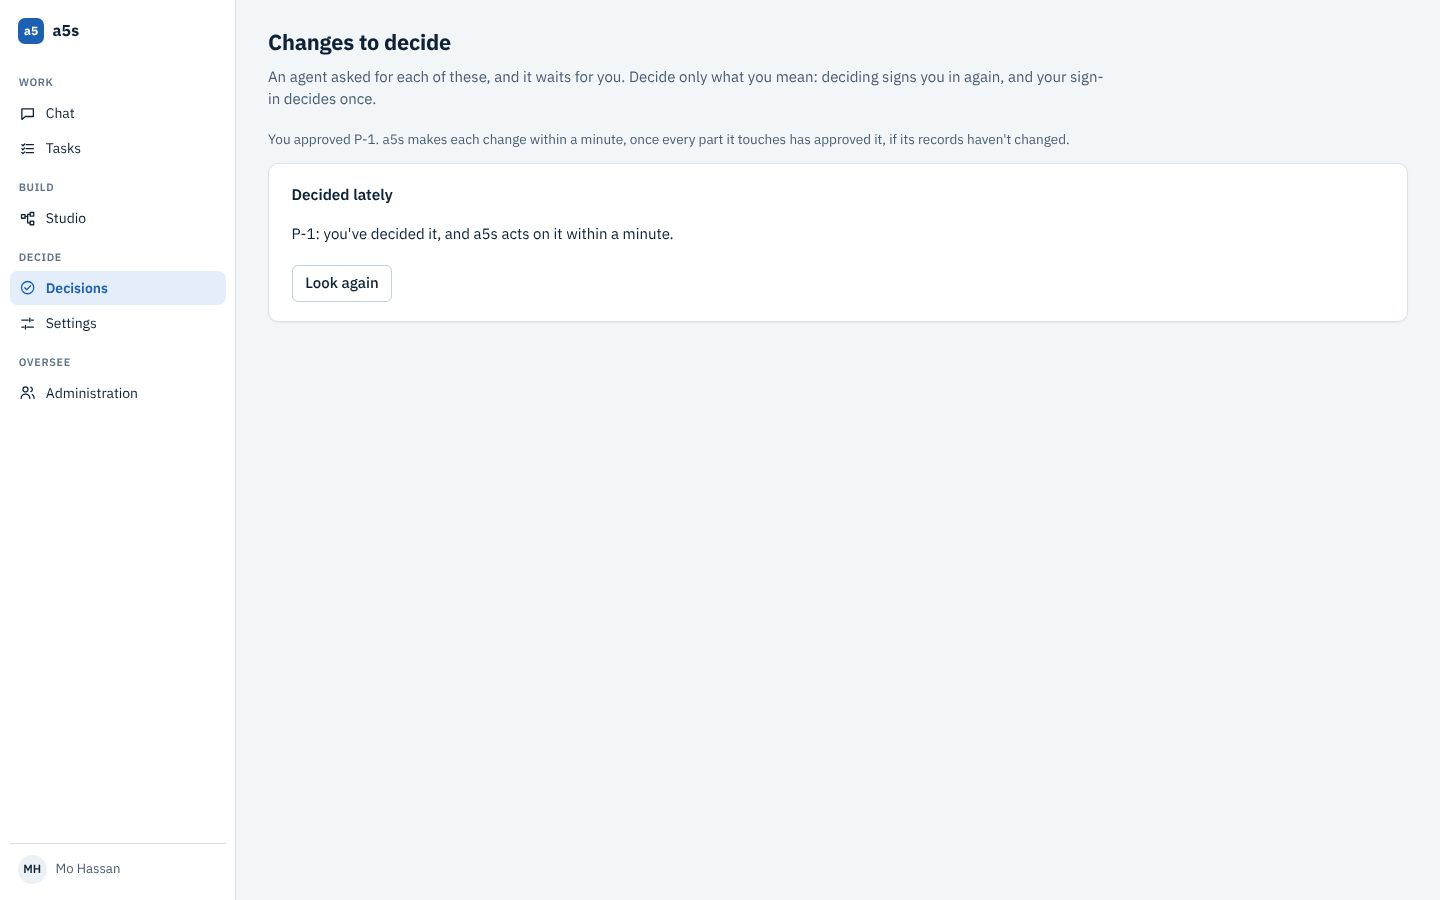 a5 a5s
WORK
Chat
Tasks
BUILD
Studio
DECIDE
Decisions
Settings
OVERSEE
Administration
MH Mo Hassan
Changes to decide
An agent asked for each of these, and it waits for you. Decide only what you mean: deciding signs you in again, and your sign-
in decides once.
You approved P-1. a5s makes each change within a minute, once every part it touches has approved it, if its records haven't changed.
Decided lately
P-1: you've decided it, and a5s acts on it within a minute.
Look again